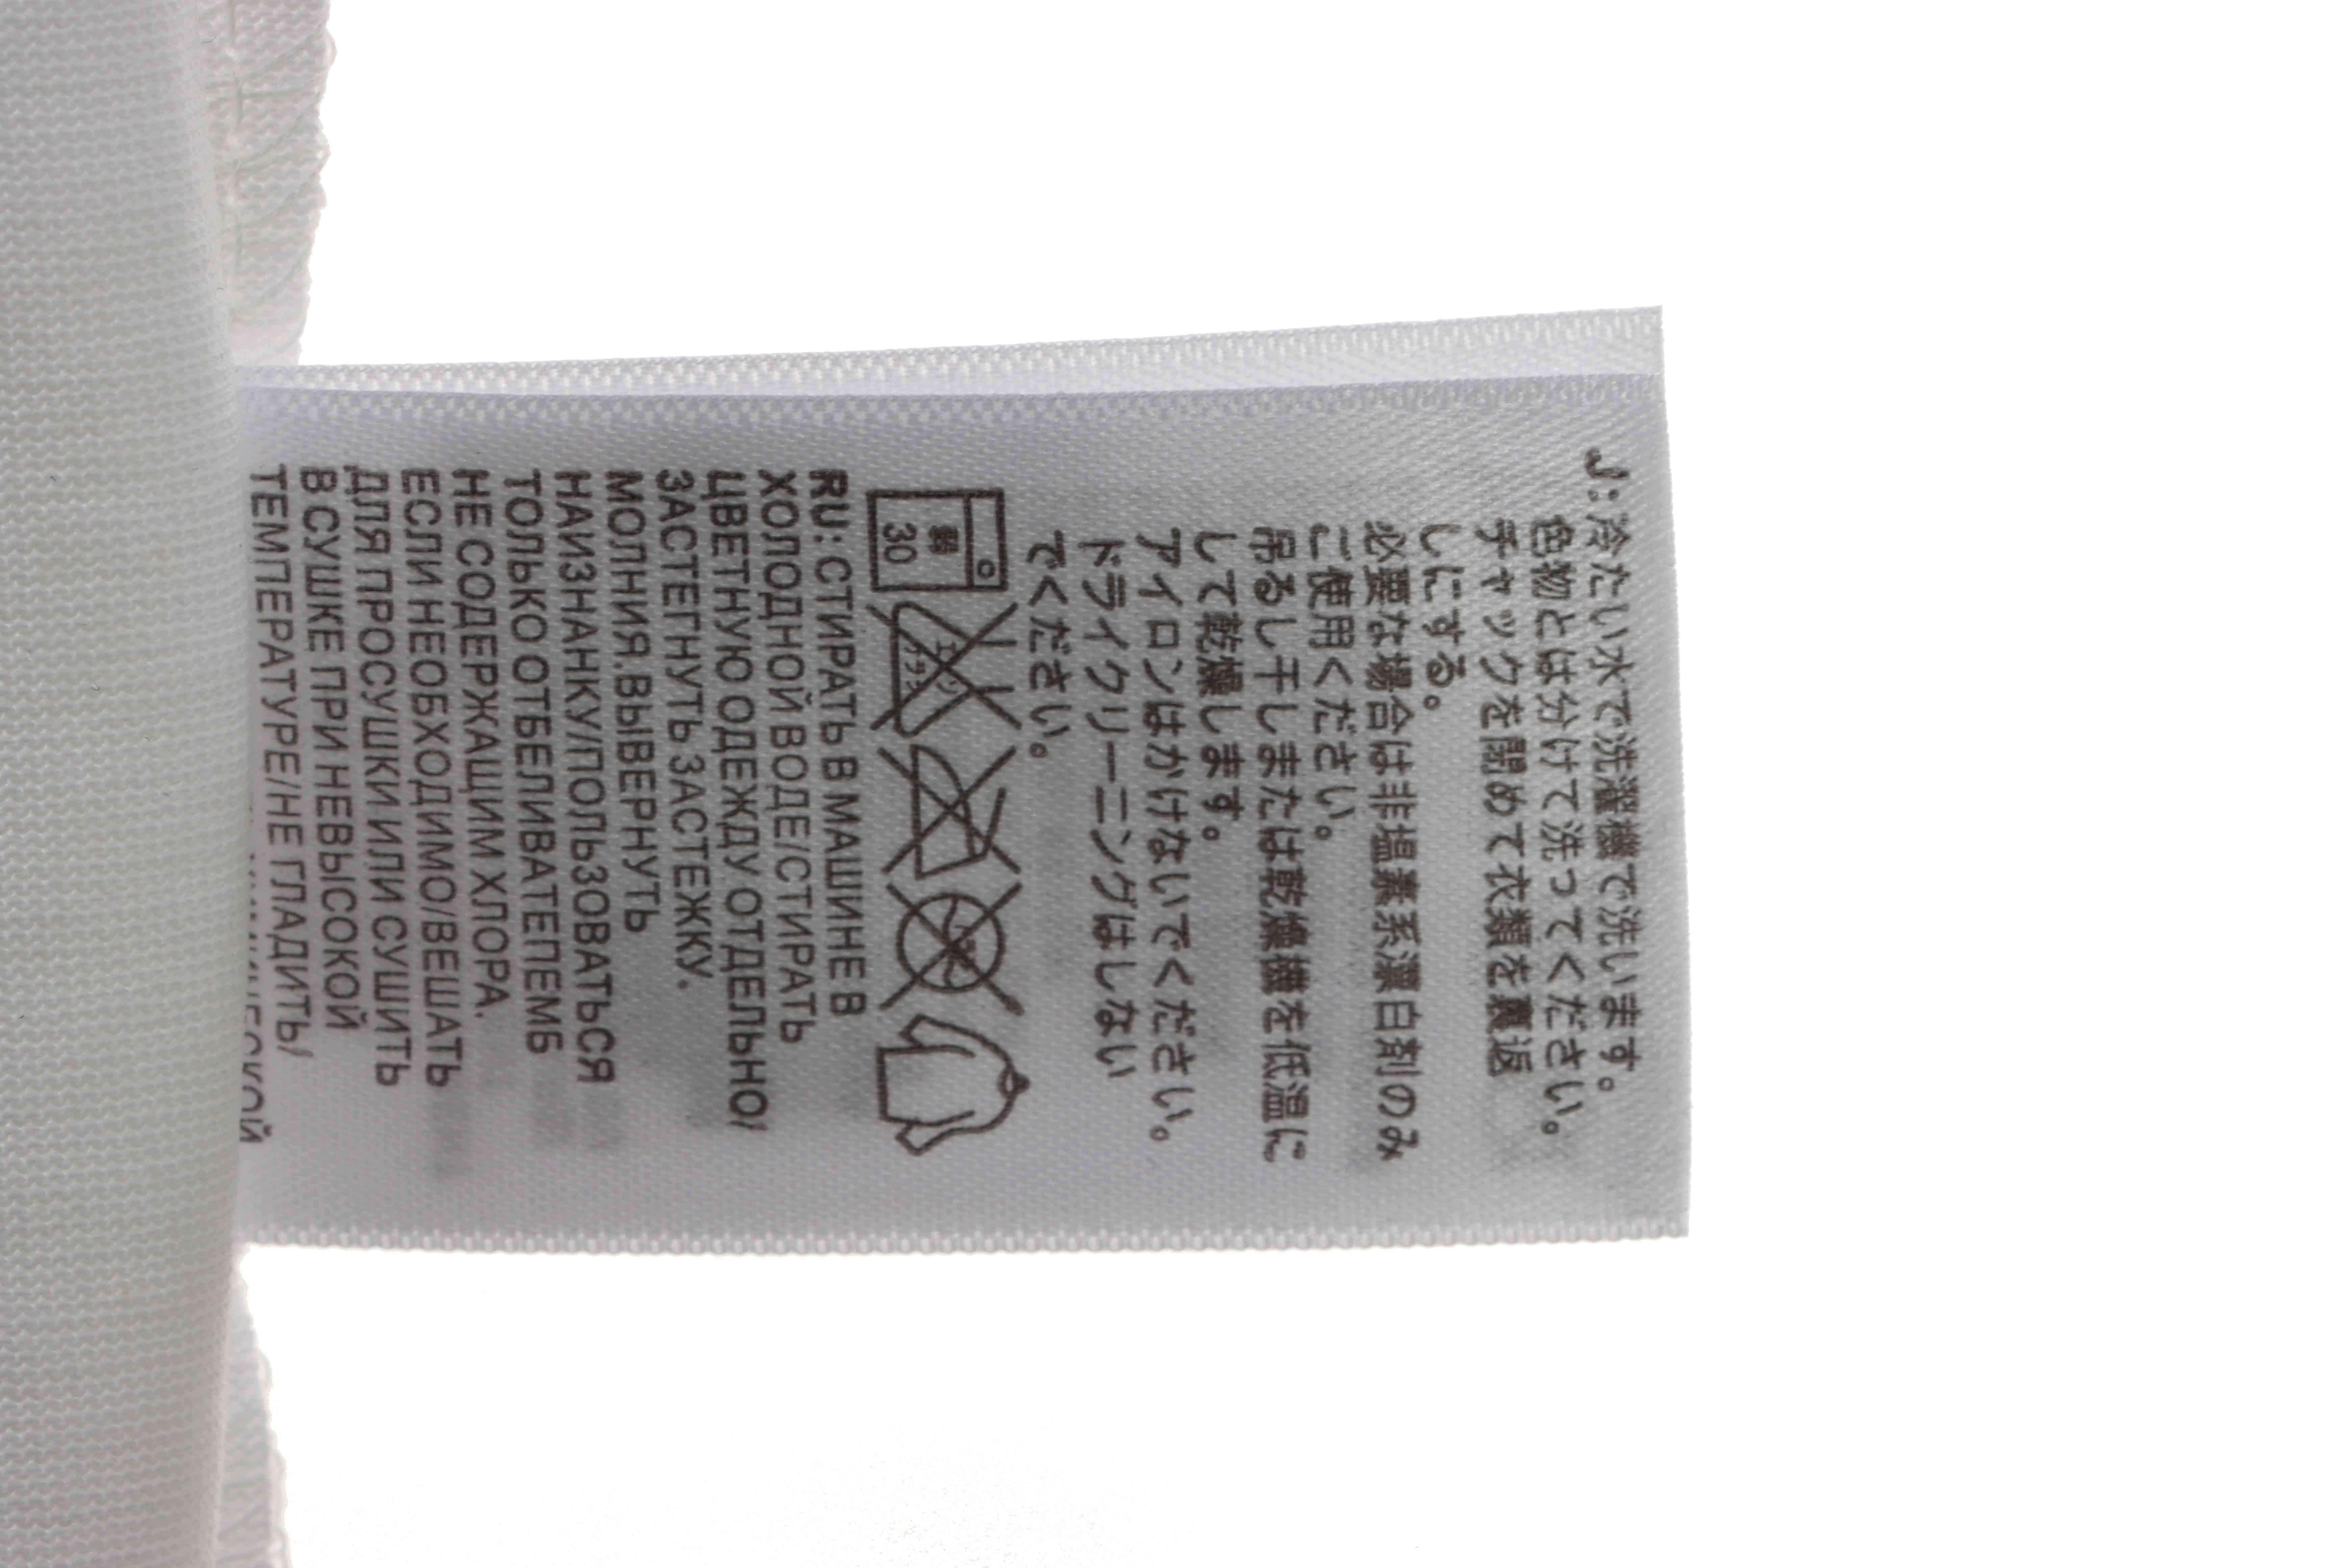 J: 冷たい水で洗濯機で洗います。
色物とは分けて洗ってください。
チャックを閉めて衣類を裏返
しにする。
必要な場合は非塩素系漂白剤のみ
ご使用ください。
吊るし干しまたは乾燥機を低温に
して乾燥します。
アイロンはかけないでください。
ドライクリーニングはしない
でください。
30
エンソ
サラシ
RU: СТИРАТЬ В МАШИНЕ В
ХОЛОДНОЙ ВОДЕ/СТИРАТЬ
ЦВЕТНУЮ ОДЕЖДУ ОТДЕЛЬНО/
ЗАСТЕГНУТЬ ЗАСТЕЖКУ.
МОЛНИЯ.ВЫВЕРНУТЬ
НАИЗНАНКУ/ПОЛЬЗОВАТЬСЯ
ТОЛЬКО ОТБЕЛИВАТЕПЕМБ
НЕ СОДЕРЖАЩИМ ХЛОРА.
ЕСЛИ НЕОБХОДИМО/ВЕШАТЬ
ДЛЯ ПРОСУШКИ ИЛИ СУШИТЬ
В СУШКЕ ПРИ НЕВЫСОКОЙ
ТЕМПЕРАТУРЕ/НЕ ГЛАДИТЬ/